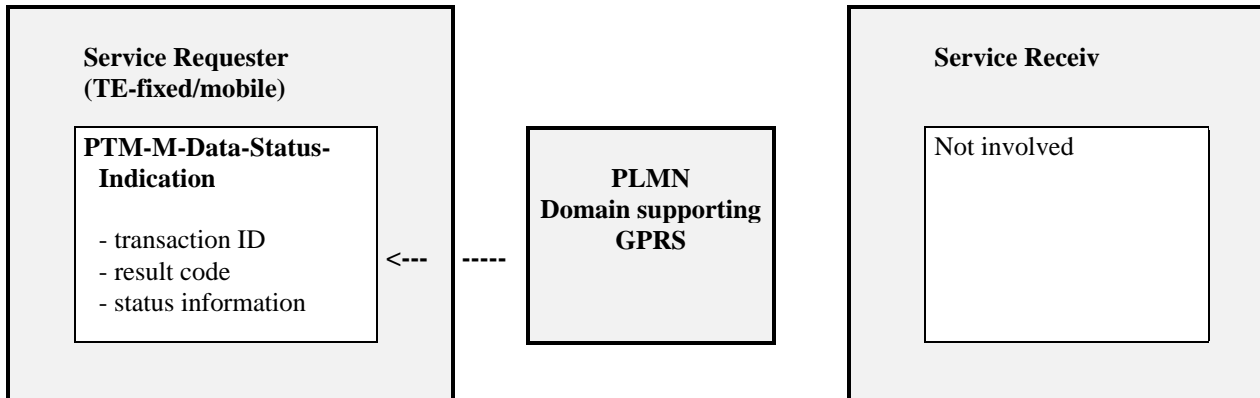 Service Requester
(TE-fixed/mobile)
PTM-M-Data-Status-
Indication
- transaction ID
- result code
- status information
<--- -----
PLMN
Domain supporting
GPRS
Service Receiv
Not involved